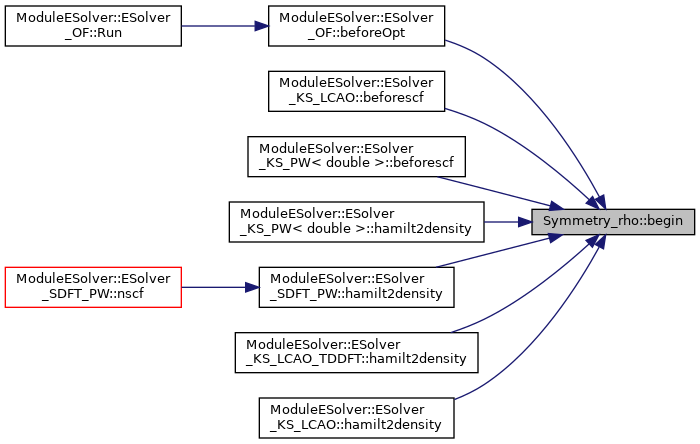 ModuleESolver::ESolver
_OF::Run
ModuleESolver::ESolver
_OF::beforeOpt
ModuleESolver::ESolver
_KS_LCAO::beforescf
ModuleESolver::ESolver
_KS_PW< double >::beforescf
ModuleESolver::ESolver
_KS_PW< double >::hamilt2density
Symmetry_rho::begin
ModuleESolver::ESolver
_SDFT_PW::nscf
ModuleESolver::ESolver
_SDFT_PW::hamilt2density
ModuleESolver::ESolver
_KS_LCAO_TDDFT::hamilt2density
ModuleESolver::ESolver
_KS_LCAO::hamilt2density